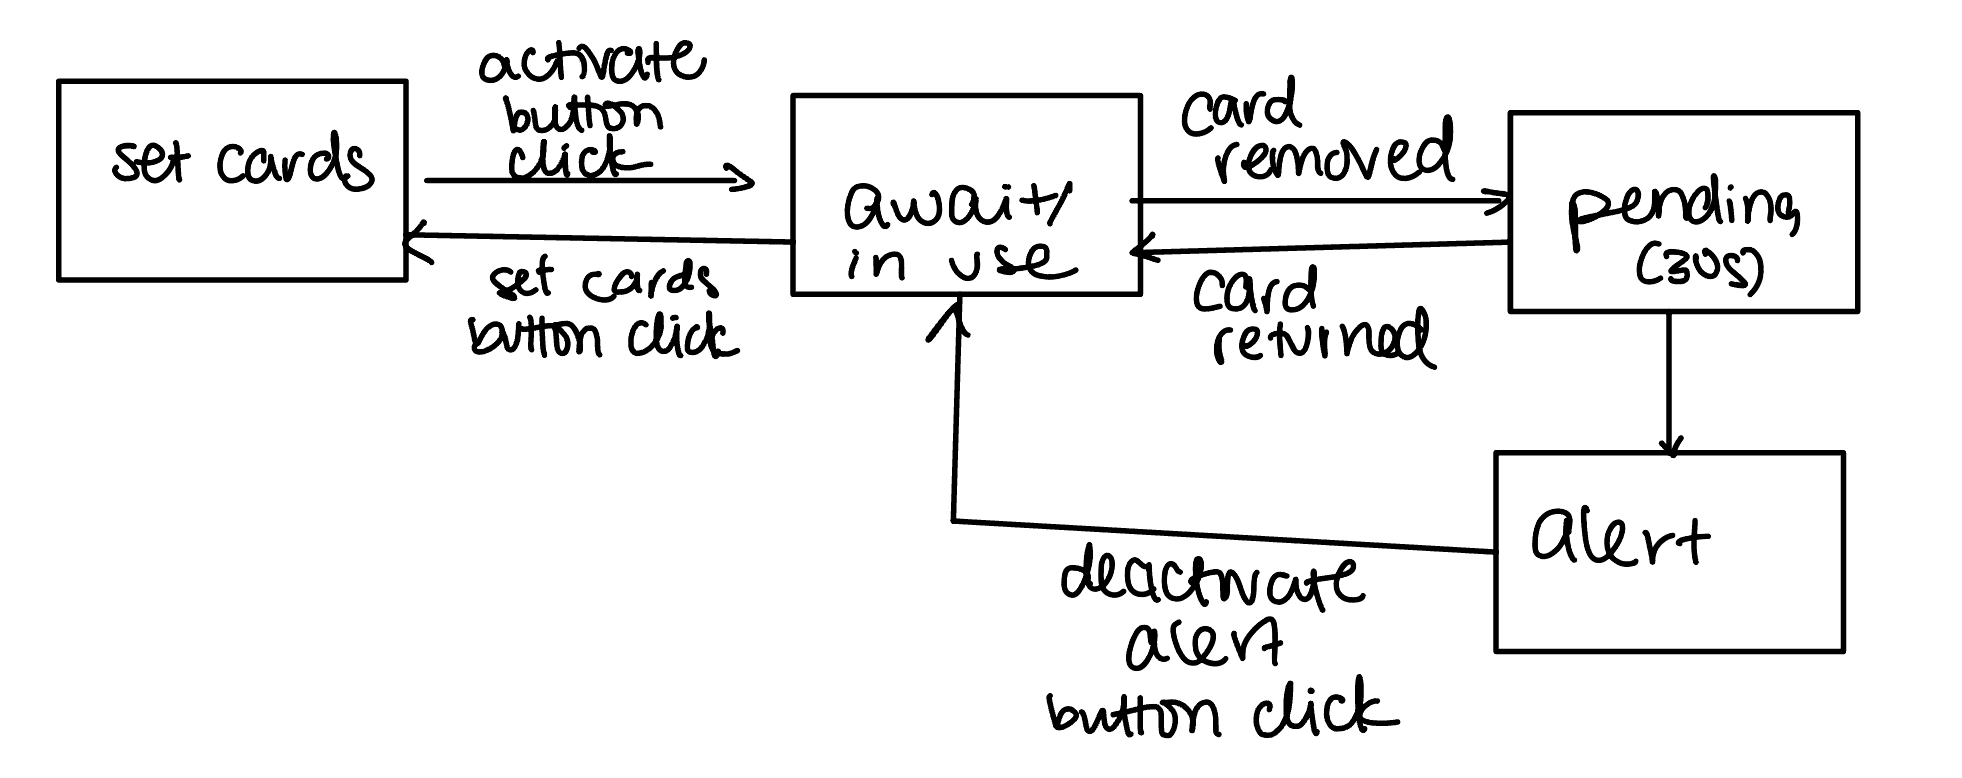 set cards
activate
button
click
set cards
button click
await/
in use
card
removed
card
returned
pending
(30s)
alert
deactivate
alert
button click